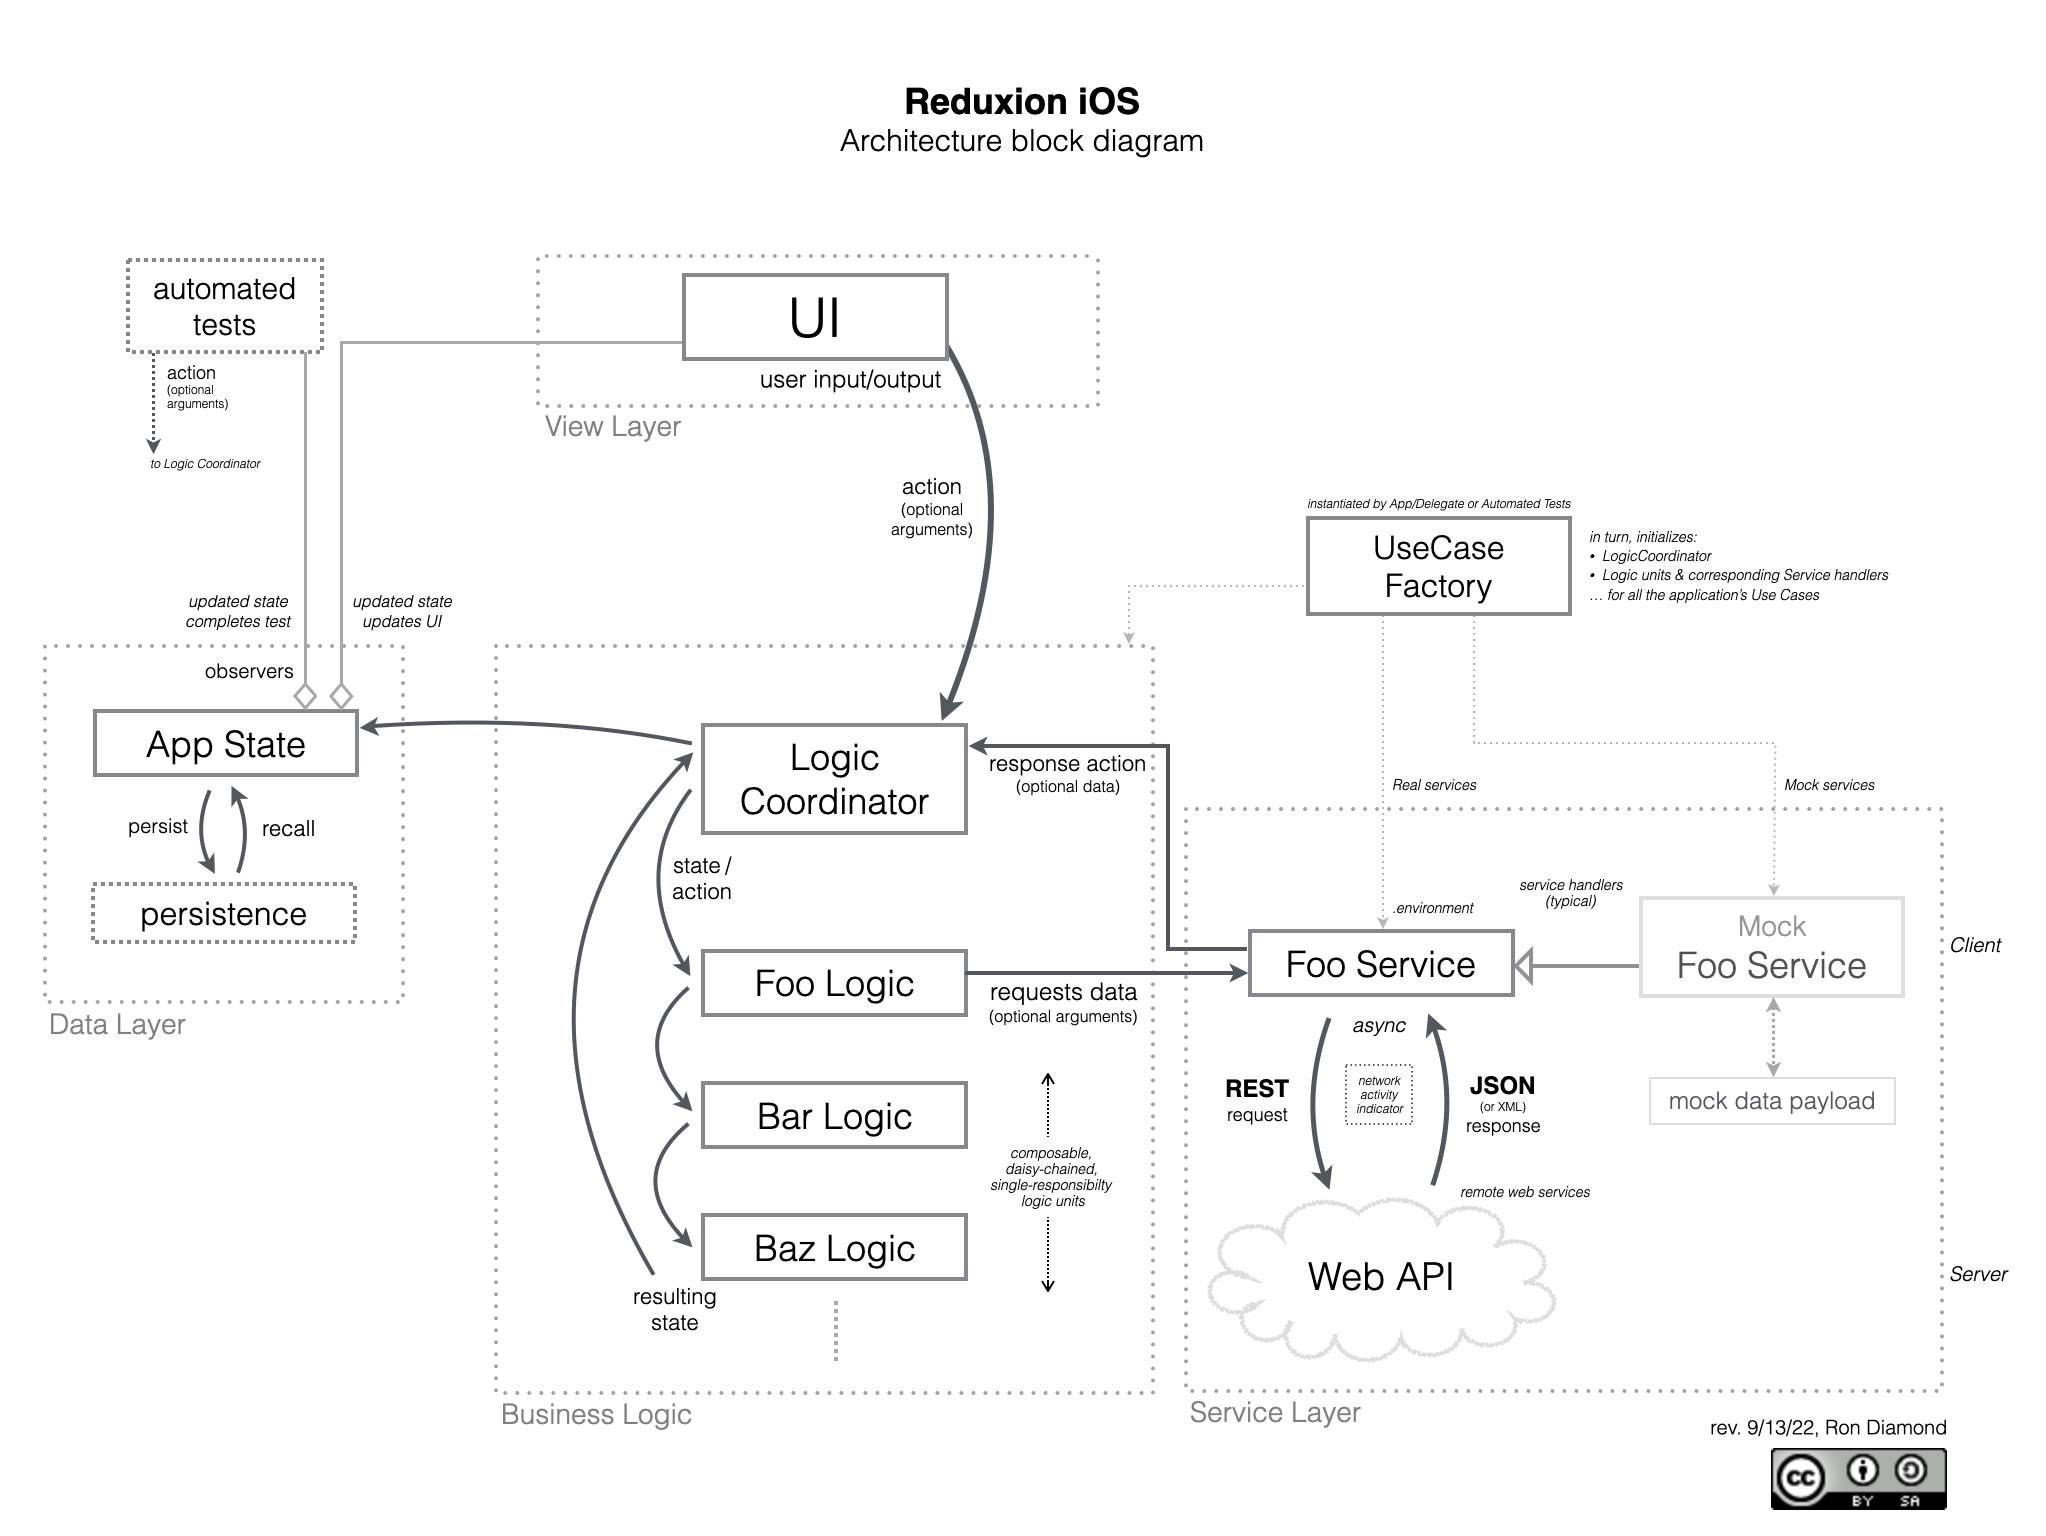 Reduxion iOS
Architecture block diagram
automated
tests
action
(optional
arguments)
to Logic Coordinator
UI
user input/output
View Layer
action
(optional
arguments)
instantiated by App/Delegate or Automated Tests
UseCase
Factory
in turn, initializes:
• LogicCoordinator
• Logic units & corresponding Service handlers
… for all the application's Use Cases
updated state
completes test
updated state
updates UI
observers
App State
persist
recall
persistence
Data Layer
Logic
Coordinator
response action
(optional data)
state /
action
Foo Logic
requests data
(optional arguments)
Bar Logic
composable,
daisy-chained,
single-responsibilty
logic units
Baz Logic
resulting
state
Business Logic
Real services
Mock services
.environment
service handlers
(typical)
Foo Service
Mock
Foo Service
Client
async
REST
request
network
activity
indicator
JSON
(or XML)
response
mock data payload
remote web services
Web API
Server
Service Layer
rev. 9/13/22, Ron Diamond
cc
BY SA